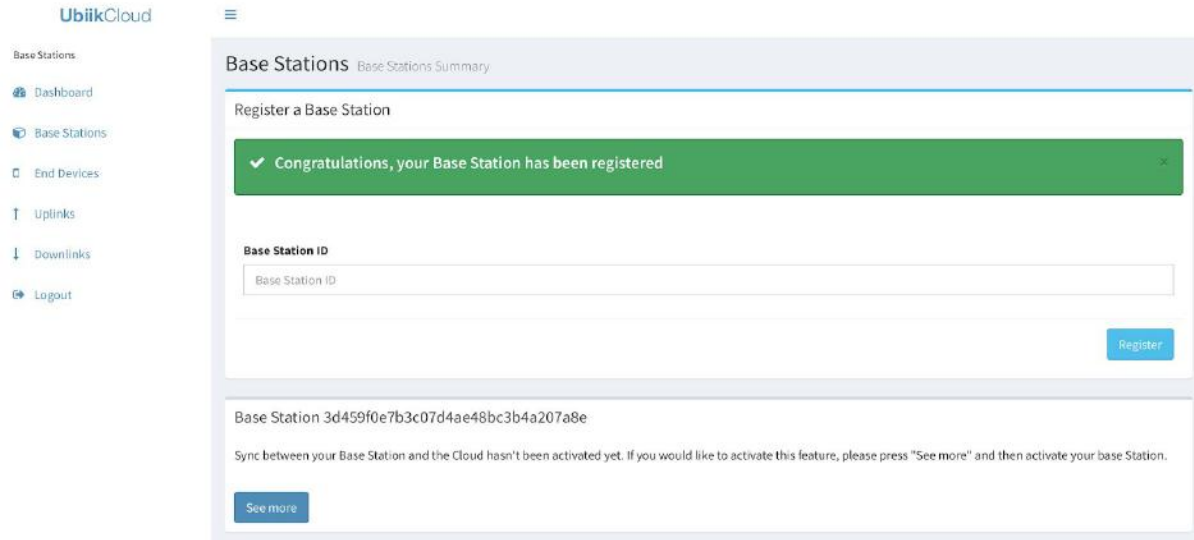 UbiikCloud
Base Stations
Dashboard
Base Stations
End Devices
Uplinks
Downlinks
Logout
Base Stations Base Stations Summary
Register a Base Station
Congratulations, your Base Station has been registered
×
Base Station ID
Base Station ID
Register
Base Station 3d459f0e7b3c07d4ae48bc3b4a207a8e
Sync between your Base Station and the Cloud hasn't been activated yet. If you would like to activate this feature, please press "See more" and then activate your base Station.
See more